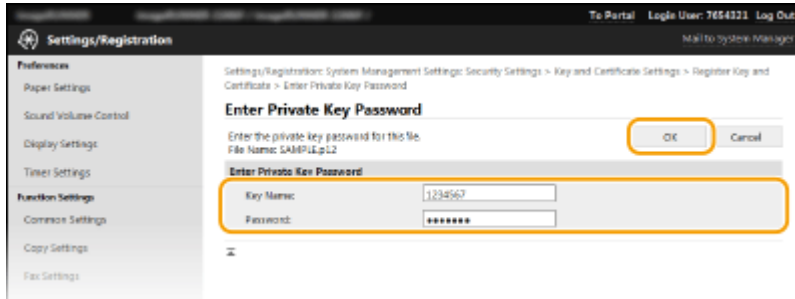 To Portal Login User: 7654321 Log Out
Settings/Registration
Mail to System Manager
Preferences
Paper Settings
Sound Volume Control
Display Settings
Timer Settings
Function Settings
Common Settings
Copy Settings
Fax Settings
Settings/Registration: System Management Settings: Security Settings > Key and Certificate Settings > Register Key and
Certificate > Enter Private Key Password
Enter Private Key Password
Enter the private key password for this file.
File Name: SAMPLE.p12
OK Cancel
Enter Private Key Password
Key Name: 1234567
Password: •••••••